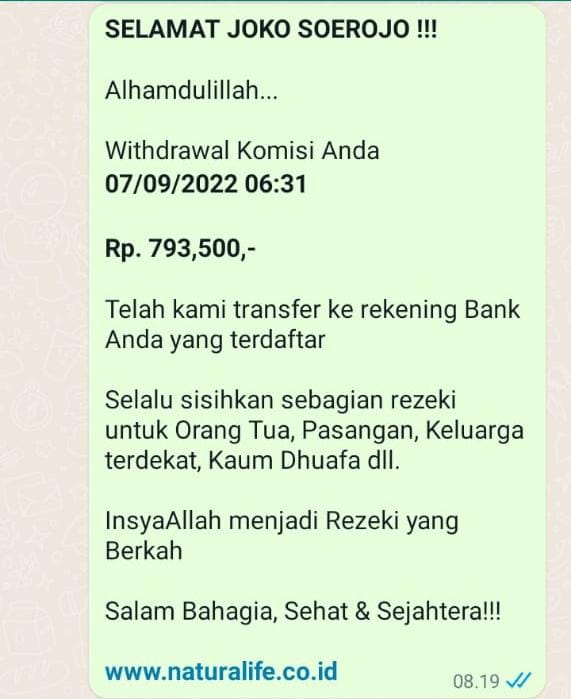 SELAMAT JOKO SOEROJO !!!
Alhamdulillah...
Withdrawal Komisi Anda
07/09/2022 06:31
Rp. 793,500,-
Telah kami transfer ke rekening Bank
Anda yang terdaftar
Selalu sisihkan sebagian rezeki
untuk Orang Tua, Pasangan, Keluarga
terdekat, Kaum Dhuafa dll.
InsyaAllah menjadi Rezeki yang
Berkah
Salam Bahagia, Sehat & Sejahtera!!!
www.naturalife.co.id
08.19